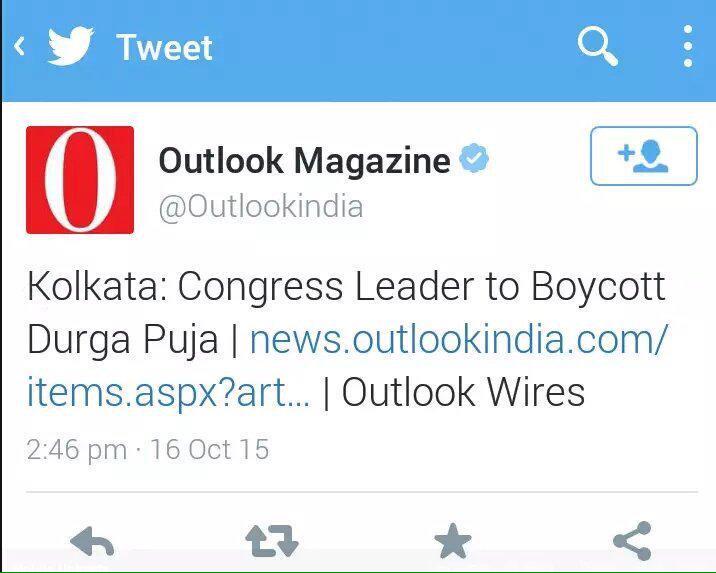 Tweet
O
Outlook Magazine
@Outlookindia
Kolkata: Congress Leader to Boycott
Durga Puja | news.outlookindia.com/
items.aspx?art... | Outlook Wires
2:46 pm · 16 Oct 15